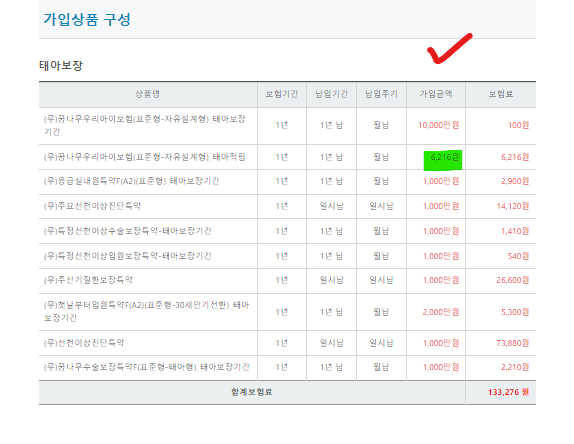 가입상품 구성
태아보장
상품명 보험기간 납입기간 납입주기 가입금액 보험료
(무)꿈나무우리아이보험(표준형-자유설계형) 태아보장
기간 1년 1년 납 월납 10,000만원 100원
(무)꿈나무우리아이보험(표준형-자유설계형) 태아적립 1년 1년 납 월납 6,216원 6,216원
(무)응급실내원특약F(A2)(표준형) 태아보장기간 1년 1년 납 월납 1,000만원 2,900원
(무)주요선천이상진단특약 1년 일시납 일시납 1,000만원 14,120원
(무)특정선천이상수술보장특약-태아보장기간 1년 1년 납 월납 1,000만원 1,410원
(무)특정선천이상입원보장특약-태아보장기간 1년 1년 납 월납 1,000만원 540원
(무)주산기질환보장특약 1년 일시납 일시납 1,000만원 26,600원
(무)첫날부터입원특약F(A2)(표준형-30세만기전환) 태아
보장기간 1년 1년 납 월납 2,000만원 5,300원
(무)선천이상진단특약 1년 일시납 일시납 1,000만원 73,880원
(무)꿈나무수술보장특약F(표준형-태아형) 태아보장기간 1년 1년 납 월납 1,000만원 2,210원
합계보험료 133,276 원